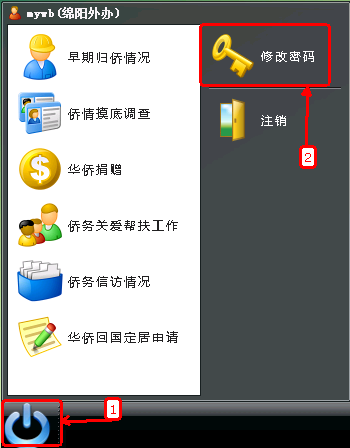 mywb(绵阳外办)
早期归侨情况
侨情摸底调查
华侨捐赠
侨务关爱帮扶工作
侨务信访情况
华侨回国定居申请
修改密码
注销
2
1